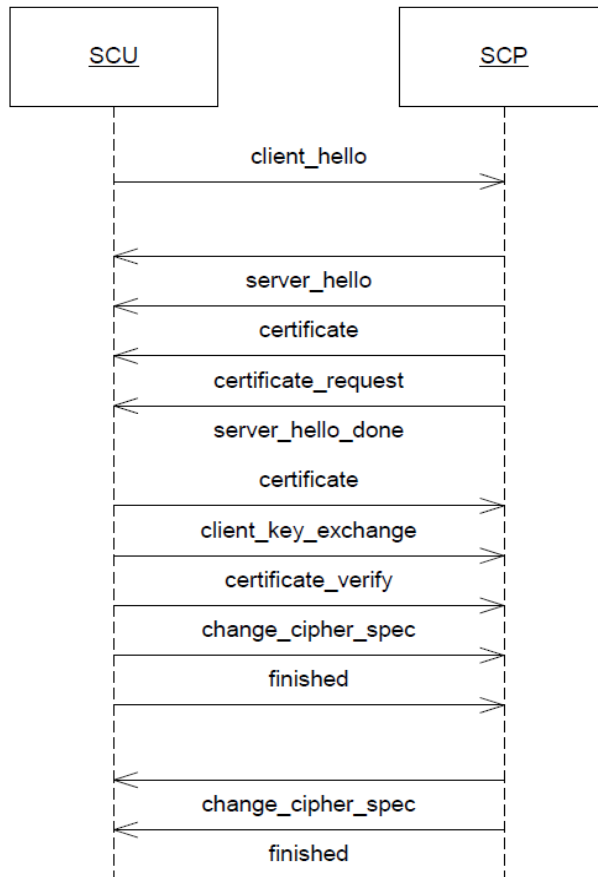 SCU
SCP
client_hello
server_hello
certificate
certificate_request
server_hello_done
certificate
client_key_exchange
certificate_verify
change_cipher_spec
finished
change_cipher_spec
finished